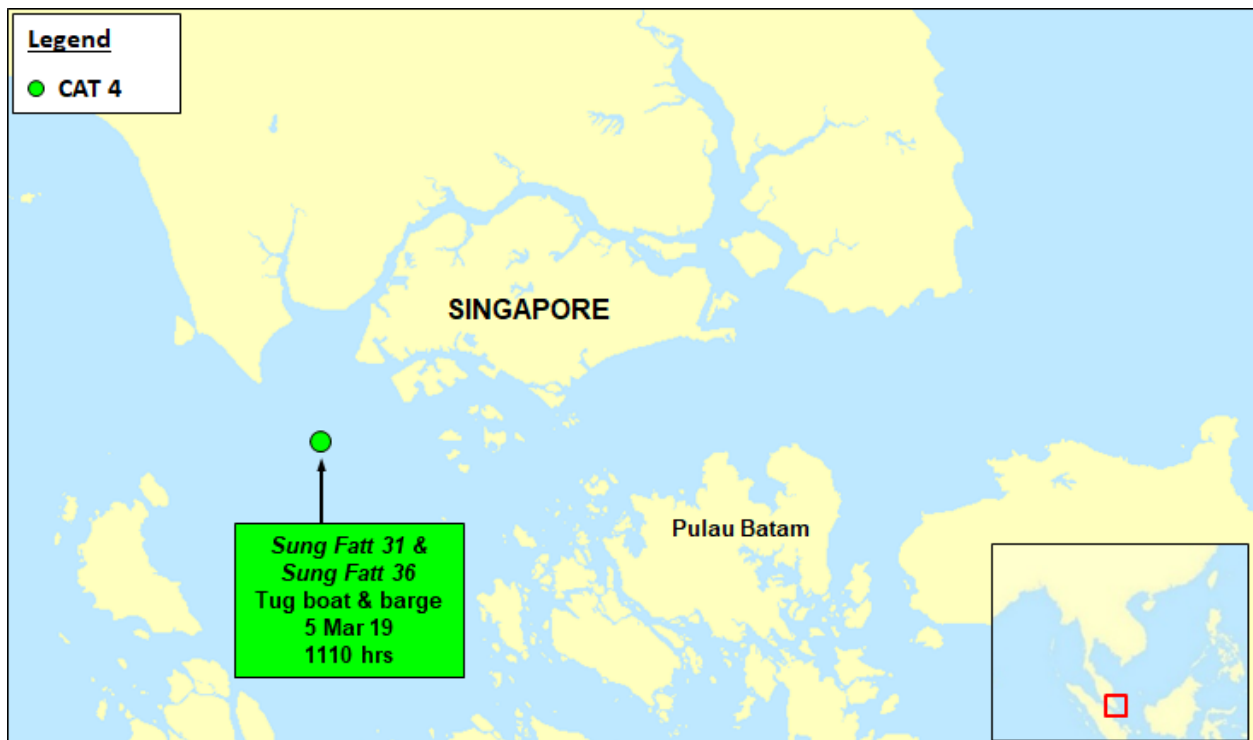 Legend
CAT 4
SINGAPORE
Pulau Batam
Sung Fatt 31 &
Sung Fatt 36
Tug boat & barge
5 Mar 19
1110 hrs